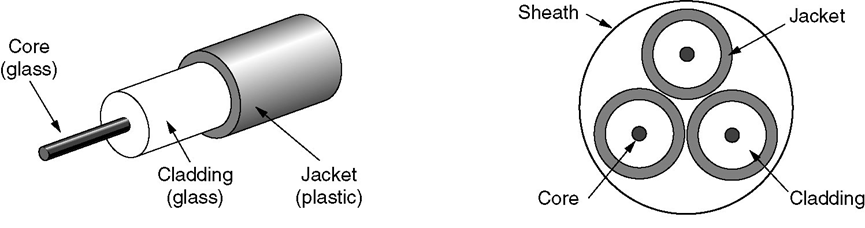 Core
(glass)
Cladding
(glass)
Jacket
(plastic)
Sheath
Jacket
Core
Cladding